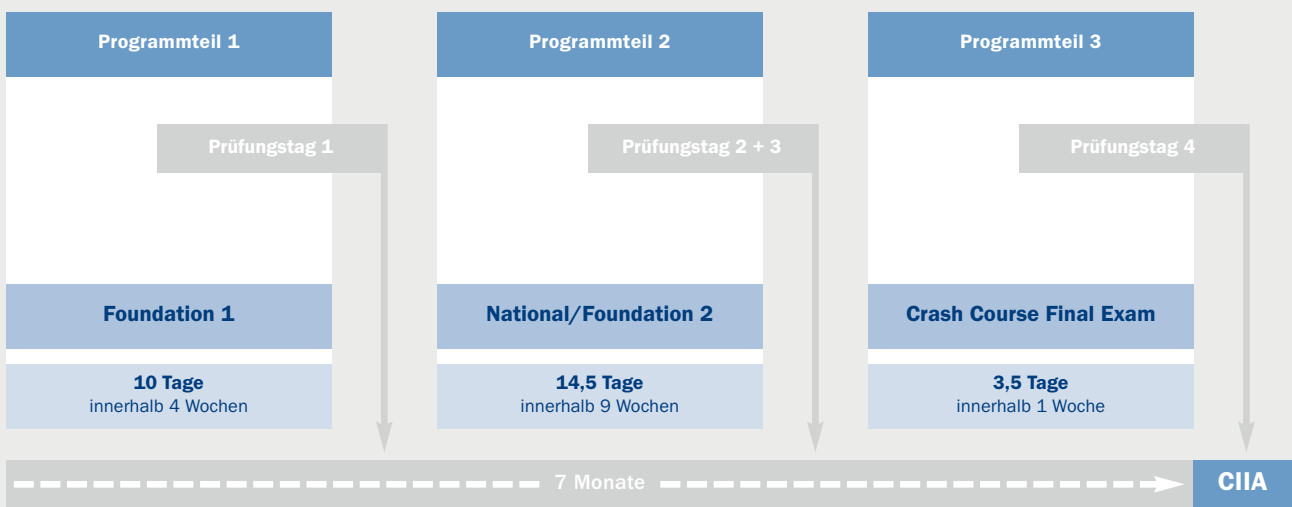 Programmteil 1
Prüfungstag 1
Foundation 1
10 Tage
innerhalb 4 Wochen
Programmteil 2
Prüfungstag 2 + 3
National/Foundation 2
14,5 Tage
innerhalb 9 Wochen
Programmteil 3
Prüfungstag 4
Crash Course Final Exam
3,5 Tage
innerhalb 1 Woche
7 Monate
CIIA